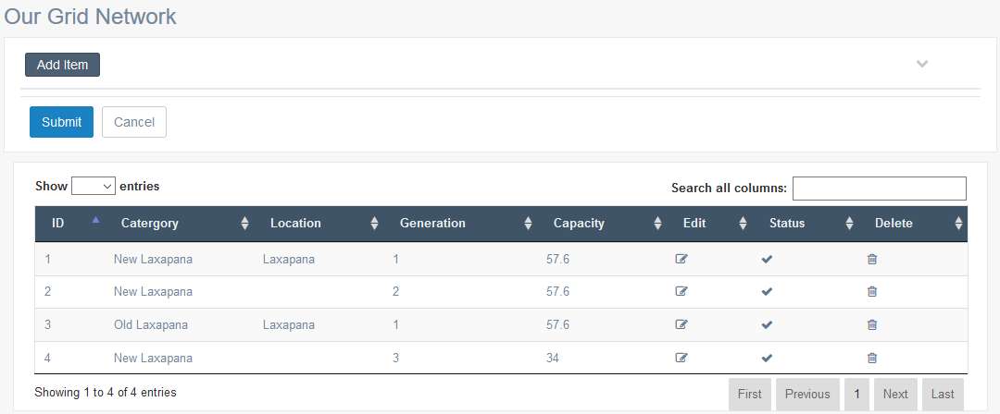 Our Grid Network
Add Item
Submit Cancel
Show entries Search all columns:
ID Catergory Location Generation Capacity Edit Status Delete
1 New Laxapana Laxapana 1 57.6
2 New Laxapana 2 57.6
3 Old Laxapana Laxapana 1 57.6
4 New Laxapana 3 34
Showing 1 to 4 of 4 entries First Previous 1 Next Last